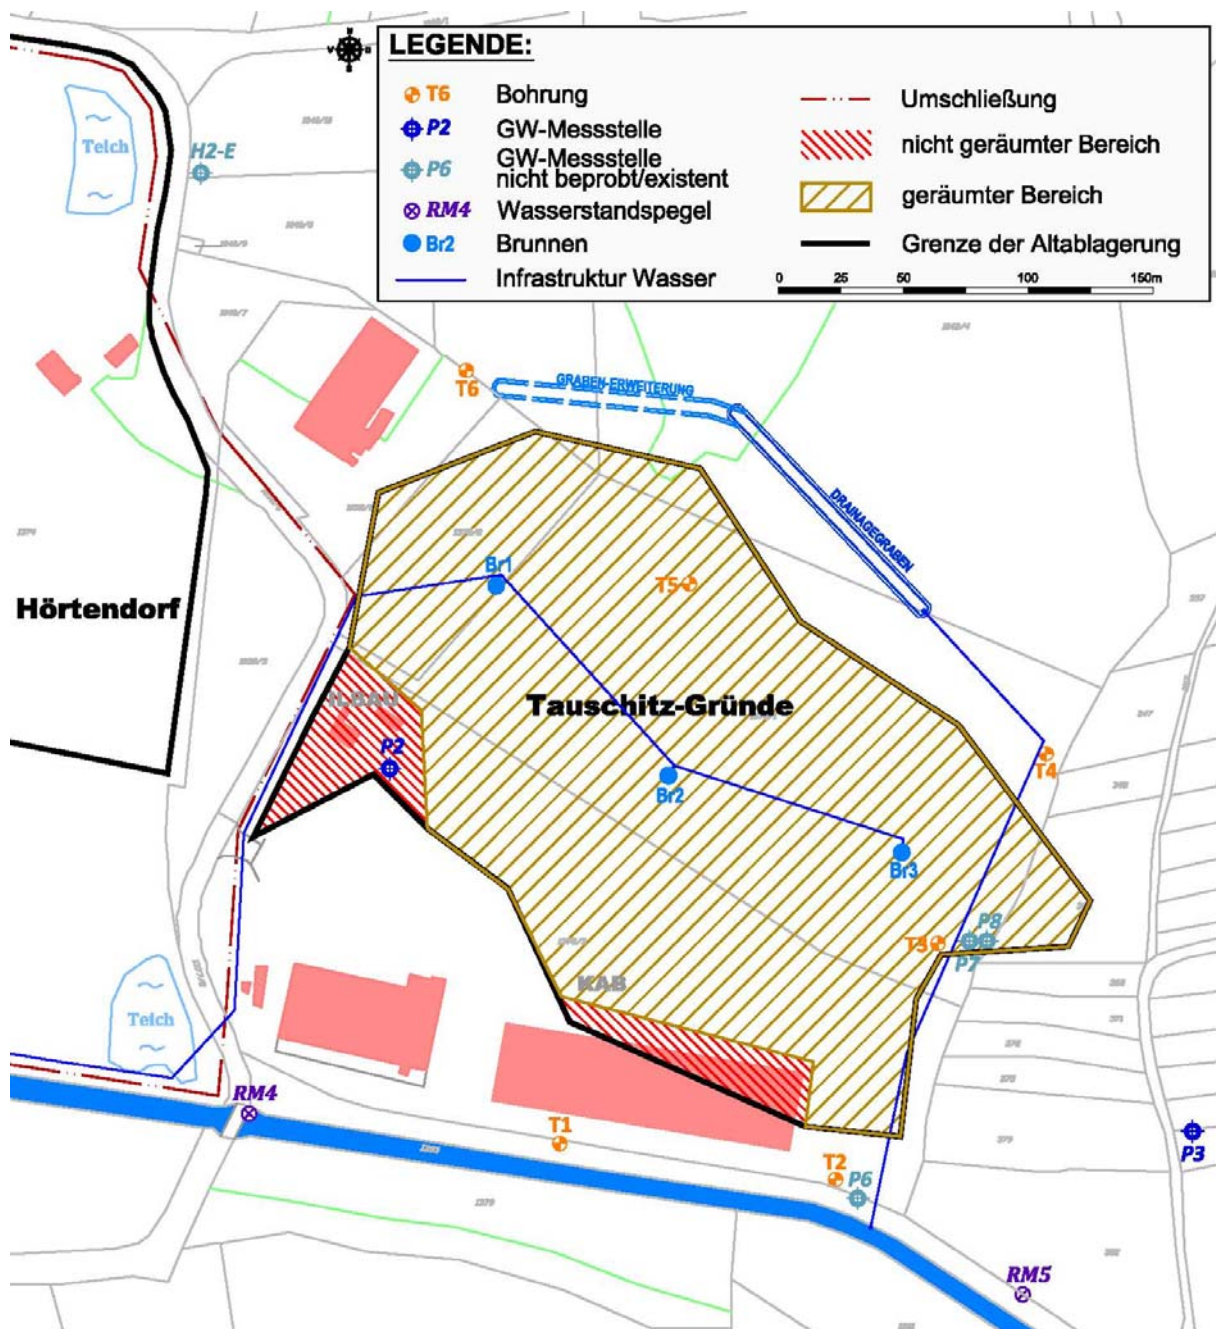 LEGENDE:
T6 Bohrung
P2 GW-Messstelle
P6 GW-Messstelle
nicht beprobt/existent
RM4 Wasserstandspegel
Br2 Brunnen
Infrastruktur Wasser
Umschließung
nicht geräumter Bereich
geräumter Bereich
Grenze der Altablagerung
0 25 50 100 150m
Teich
H2-E
T6
GRABEN-ERWEITERUNG
DRAINAGEGRABEN
Br1
T5
Hörtendorf
ILBAU
Tauschitz-Gründe
P2
Br2
T4
Br3
T3
P8
P7
KAB
Teich
RM4
T1
T2
P6
P3
RM5